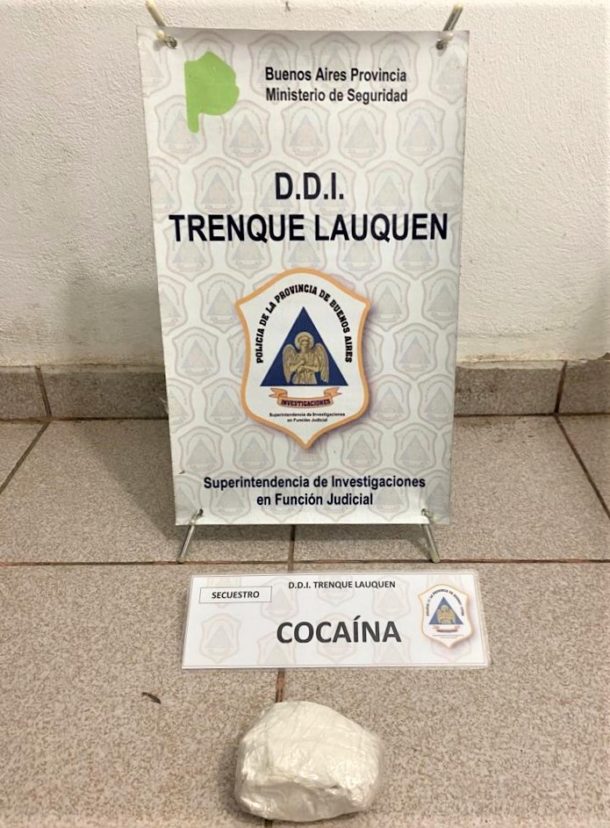 Buenos Aires Provincia
Ministerio de Seguridad
D.D.I.
TRENQUE LAUQUEN
POLICIA DE LA PROVINCIA DE BUENOS AIRES
INVESTIGACIONES
Superintendencia de Investigaciones
en Función Judicial
Superintendencia de Investigaciones
en Función Judicial
D.D.I. TRENQUE LAUQUEN
SECUESTRO
COCAÍNA